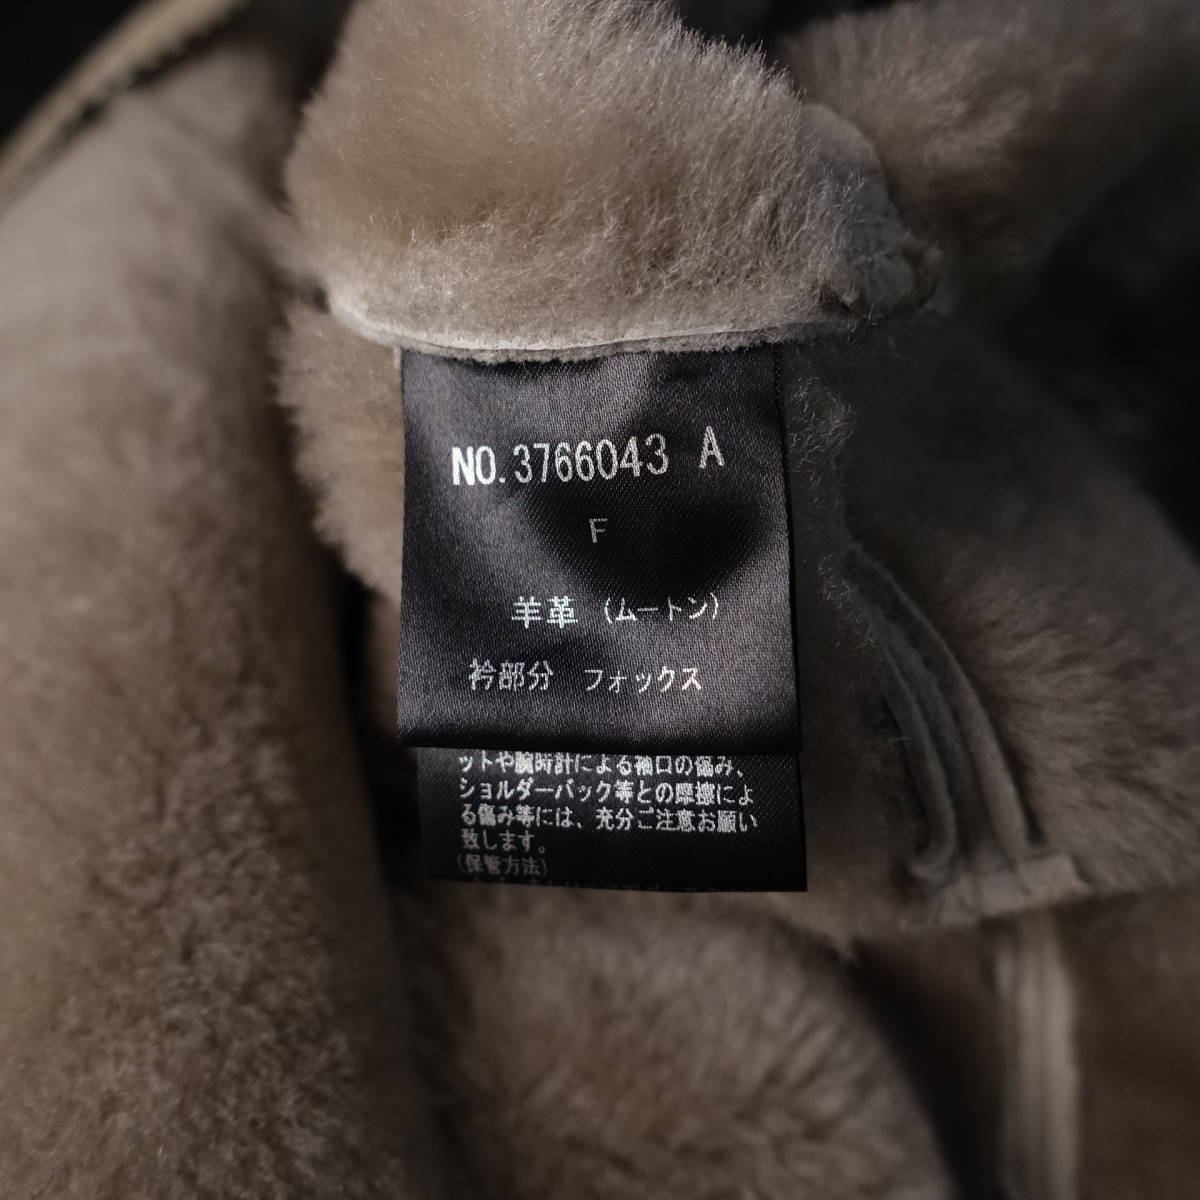 NO.3766043 A
F
羊革 (ムートン)
衿部分 フォックス
ットや腕時計による袖口の傷み、
ショルダーバック等との摩擦によ
る傷み等には、充分ご注意お願い
致します。
(保管方法)